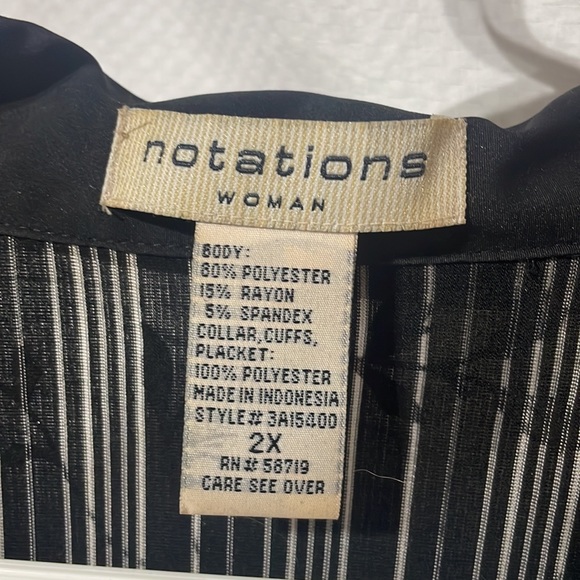 notations
WOMAN
BODY:
80% POLYESTER
15% RAYON
5% SPANDEX
COLLAR,CUFFS,
PLACKET:
100% POLYESTER
MADE IN INDONESIA
STYLE# 3A15400
2X
RN# 58719
CARE SEE OVER